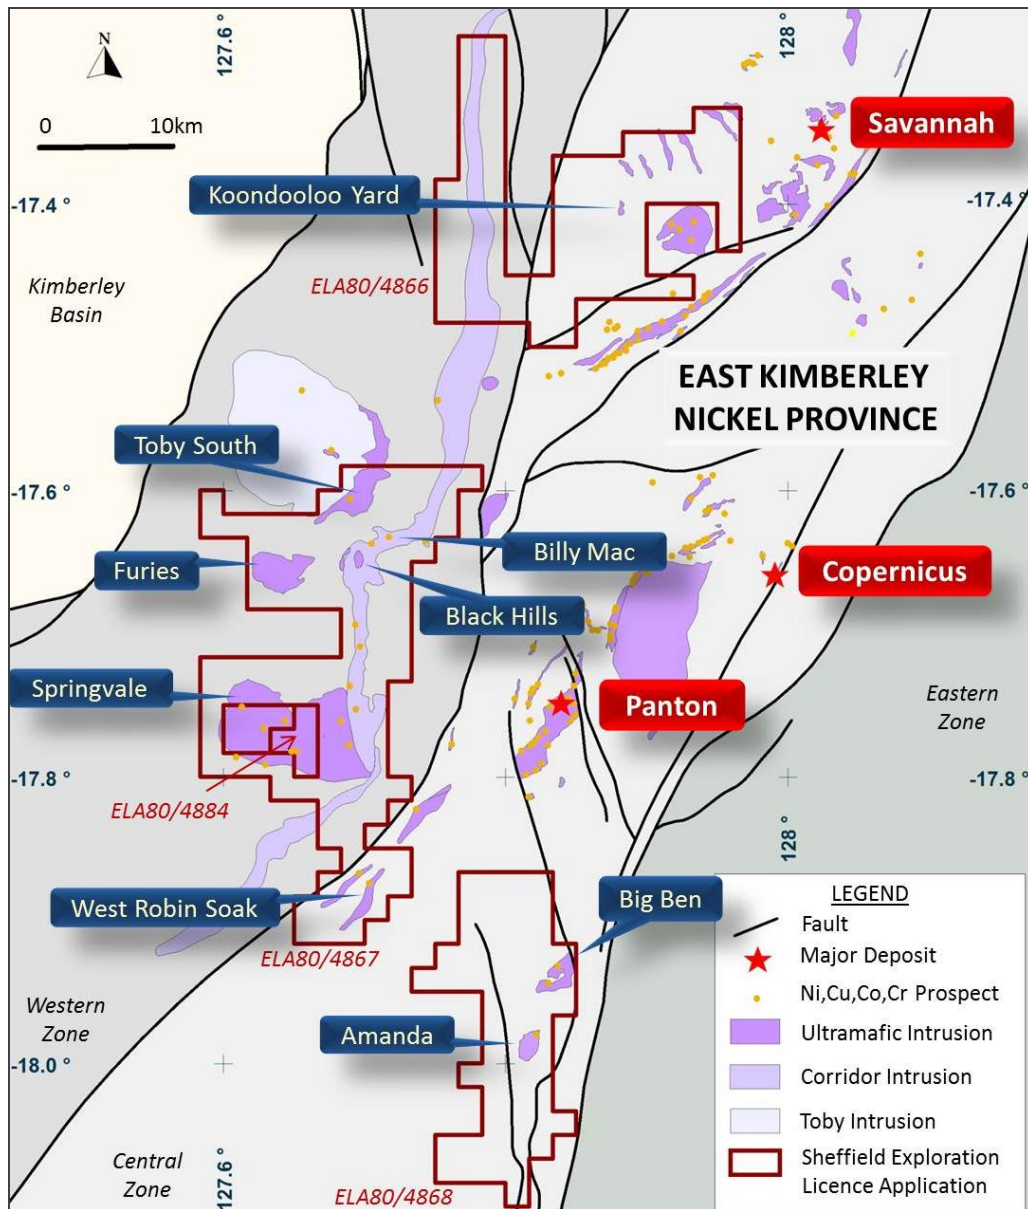 N
127.6 °
128 °
0 10km
Savannah
Koondooloo Yard
-17.4 °
-17.4 °
ELA80/4866
Kimberley
Basin
EAST KIMBERLEY
NICKEL PROVINCE
Toby South
-17.6 °
-17.6 °
Billy Mac
Furies
Copernicus
Black Hills
Springvale
Panton
Eastern
Zone
-17.8 °
-17.8 °
ELA80/4884
128 °
West Robin Soak
Big Ben
ELA80/4867
Western
Zone
Amanda
-18.0 °
127.6 °
Central
Zone
ELA80/4868
LEGEND
Fault
Major Deposit
Ni,Cu,Co,Cr Prospect
Ultramafic Intrusion
Corridor Intrusion
Toby Intrusion
Sheffield Exploration
Licence Application